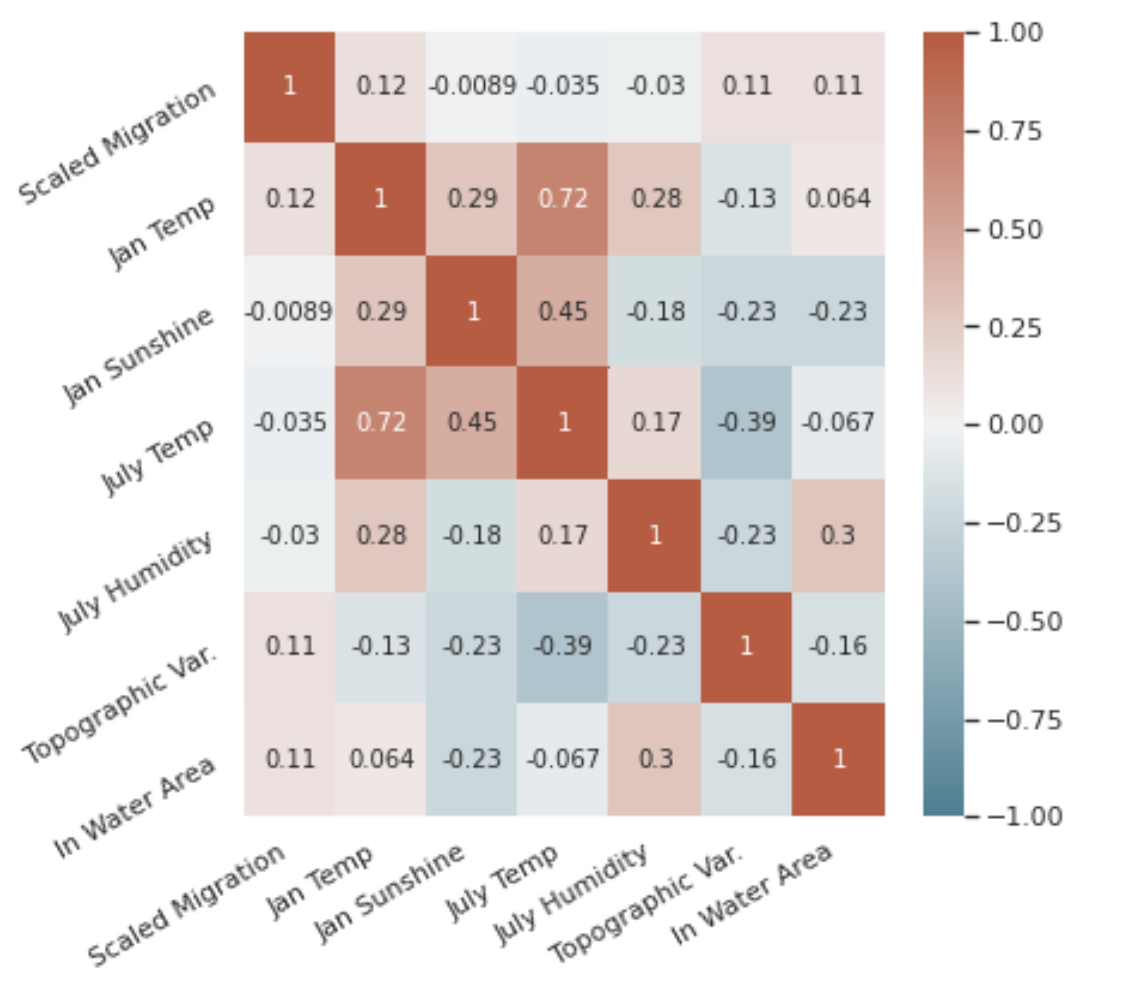 Scaled Migration 1 0.12 -0.0089 -0.035 -0.03 0.11 0.11
Jan Temp 0.12 1 0.29 0.72 0.28 -0.13 0.064
Jan Sunshine -0.0089 0.29 1 0.45 -0.18 -0.23 -0.23
July Temp -0.035 0.72 0.45 1 0.17 -0.39 -0.067
July Humidity -0.03 0.28 -0.18 0.17 1 -0.23 0.3
Topographic Var. 0.11 -0.13 -0.23 -0.39 -0.23 1 -0.16
In Water Area 0.11 0.064 -0.23 -0.067 0.3 -0.16 1
Scaled Migration
Jan Temp
Jan Sunshine
July Temp
July Humidity
Topographic Var.
In Water Area
1.00
0.75
0.50
0.25
0.00
−0.25
−0.50
−0.75
−1.00